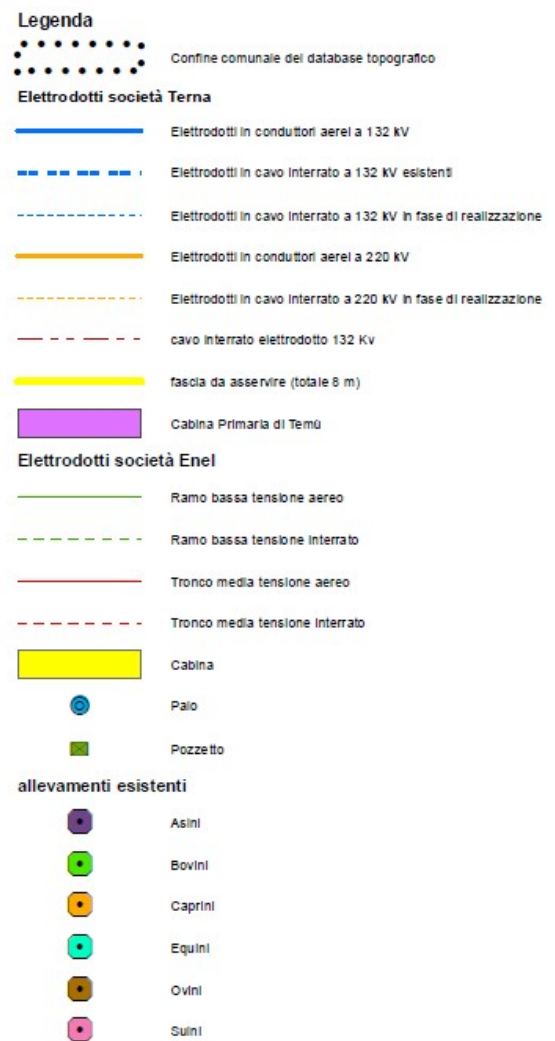 Legenda
Confine comunale del database topografico
Elettrodotti società Terna
Elettrodotti in conduttori aerei a 132 kV
Elettrodotti in cavo interrato a 132 kV esistenti
Elettrodotti in cavo interrato a 132 kV in fase di realizzazione
Elettrodotti in conduttori aerei a 220 kV
Elettrodotti in cavo interrato a 220 kV in fase di realizzazione
cavo interrato elettrodotto 132 Kv
fascia da asservire (totale 8 m)
Cabina Primaria di Temù
Elettrodotti società Enel
Ramo bassa tensione aereo
Ramo bassa tensione interrato
Tronco media tensione aereo
Tronco media tensione interrato
Cabina
Palo
Pozzetto
allevamenti esistenti
Asini
Bovini
Caprini
Equini
Ovini
Suini